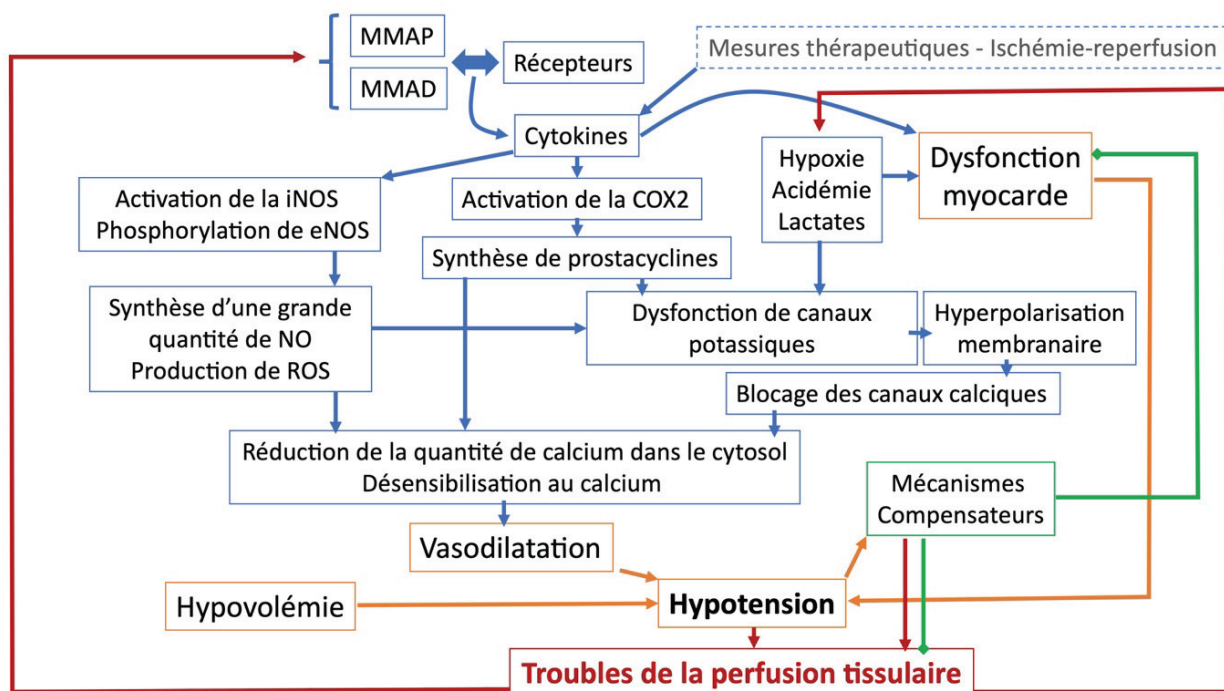 MMAP
MMAD
Récepteurs
Mesures thérapeutiques - Ischémie-reperfusion
Cytokines
Hypoxie
Acidémie
Lactates
Dysfonction
myocarde
Activation de la iNOS
Phosphorylation de eNOS
Activation de la COX2
Synthèse de prostacyclines
Synthèse d’une grande
quantité de NO
Production de ROS
Dysfonction de canaux
potassiques
Hyperpolarisation
membranaire
Blocage des canaux calciques
Réduction de la quantité de calcium dans le cytosol
Désensibilisation au calcium
Mécanismes
Compensateurs
Vasodilatation
Hypovolémie
Hypotension
Troubles de la perfusion tissulaire